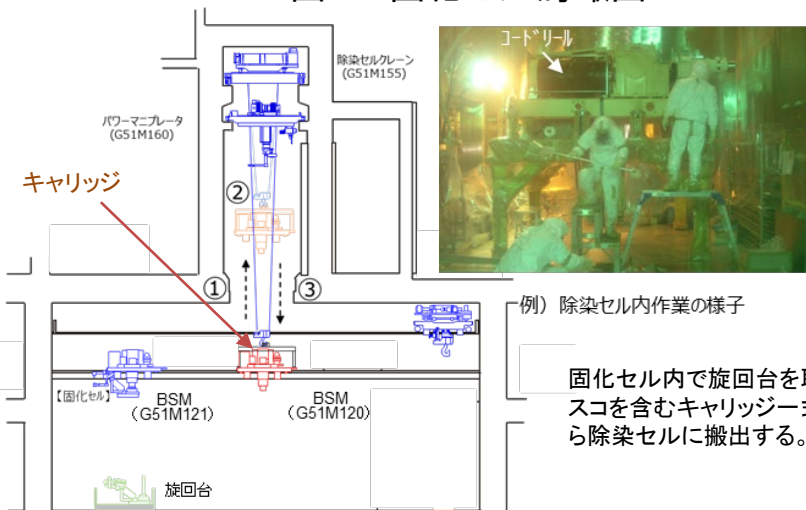 コードリール
除染セルクレーン
(G51M155)
パワーマニプレータ
(G51M160)
キャリッジ
②
①
③
例）除染セル内作業の様子
【固化セル】
BSM
(G51M121)
BSM
(G51M120)
固化セル内で旋回台を
スコを含むキャリッジ一
ら除染セルに搬出する。
旋回台